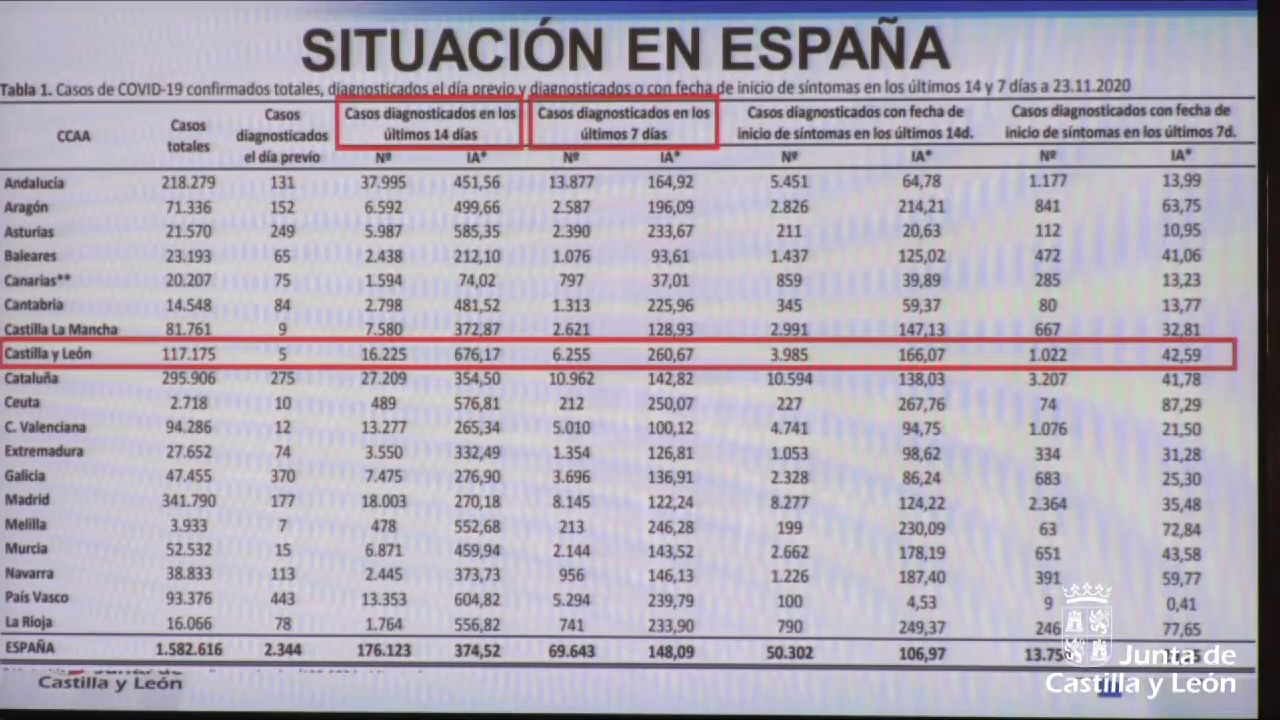 SITUACIÓN EN ESPAÑA
Tabla 1. Casos de COVID-19 confirmados totales, diagnosticados el día previo y diagnosticados o con fecha de inicio de síntomas en los últimos 14 y 7 días a 23.11.2020
CCAA Casos totales Casos diagnosticados el día previo Casos diagnosticados en los últimos 14 días Casos diagnosticados en los últimos 7 días Casos diagnosticados con fecha de inicio de síntomas en los últimos 14d. Casos diagnosticados con fecha de inicio de síntomas en los últimos 7d.
Nº IA* Nº IA* Nº IA* Nº IA*
Andalucía 218.279 131 37.995 451,56 13.877 164,92 5.451 64,78 1.177 13,99
Aragón 71.336 152 6.592 499,66 2.587 196,09 2.826 214,21 841 63,75
Asturias 21.570 249 5.987 585,35 2.390 233,67 211 20,63 112 10,95
Baleares 23.193 65 2.438 212,10 1.076 93,61 1.437 125,02 472 41,06
Canarias** 20.207 75 1.594 74,02 797 37,01 859 39,89 285 13,23
Cantabria 14.548 84 2.798 481,52 1.313 225,96 345 59,37 80 13,77
Castilla La Mancha 81.761 9 7.580 372,87 2.621 128,93 2.991 147,13 667 32,81
Castilla y León 117.175 5 16.225 676,17 6.255 260,67 3.985 166,07 1.022 42,59
Cataluña 295.906 275 27.209 354,50 10.962 142,82 10.594 138,03 3.207 41,78
Ceuta 2.718 10 489 576,81 212 250,07 227 267,76 74 87,29
C. Valenciana 94.286 12 13.277 265,34 5.010 100,12 4.741 94,75 1.076 21,50
Extremadura 27.652 74 3.550 332,49 1.354 126,81 1.053 98,62 334 31,28
Galicia 47.455 370 7.475 276,90 3.696 136,91 2.328 86,24 683 25,30
Madrid 341.790 177 18.003 270,18 8.145 122,24 8.277 124,22 2.364 35,48
Melilla 3.933 7 478 552,68 213 246,28 199 230,09 63 72,84
Murcia 52.532 15 6.871 459,94 2.144 143,52 2.662 178,19 651 43,58
Navarra 38.833 113 2.445 373,73 956 146,13 1.226 187,40 391 59,77
País Vasco 93.376 443 13.353 604,82 5.294 239,79 100 4,53 9 0,41
La Rioja 16.066 78 1.764 556,82 741 233,90 790 249,37 246 77,65
ESPAÑA 1.582.616 2.344 176.123 374,52 69.643 148,09 50.302 106,97
Castilla y León
Junta de
Castilla y León